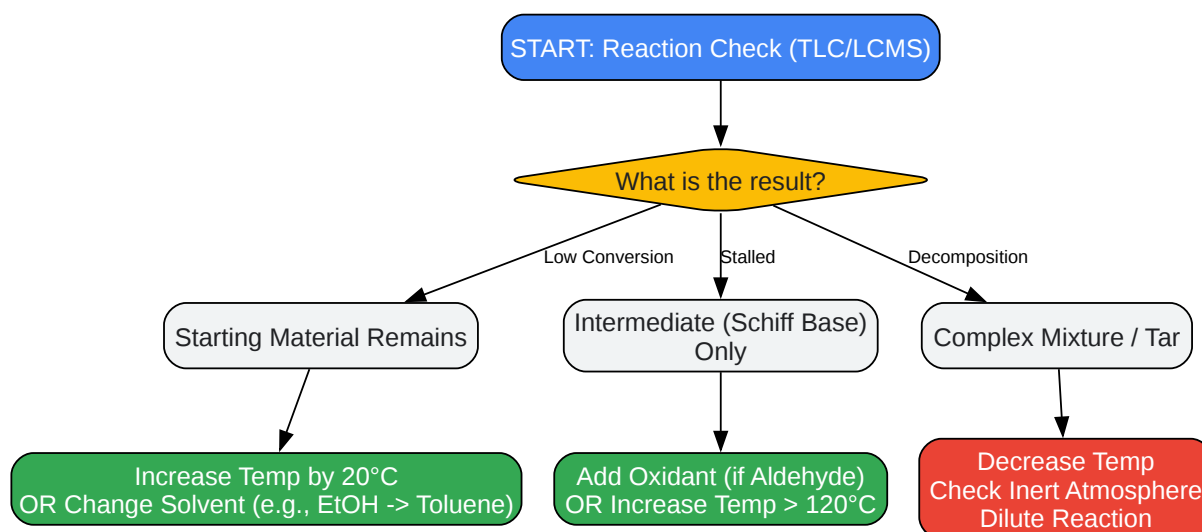 START: Reaction Check (TLC/LCMS)
What is the result?
Low Conversion
Stalled
Decomposition
Starting Material Remains
Intermediate (Schiff Base)
Only
Complex Mixture / Tar
Increase Temp by 20°C
OR Change Solvent (e.g., EtOH -> Toluene)
Add Oxidant (if Aldehyde)
OR Increase Temp > 120°C
Decrease Temp
Check Inert Atmosphere
Dilute Reaction